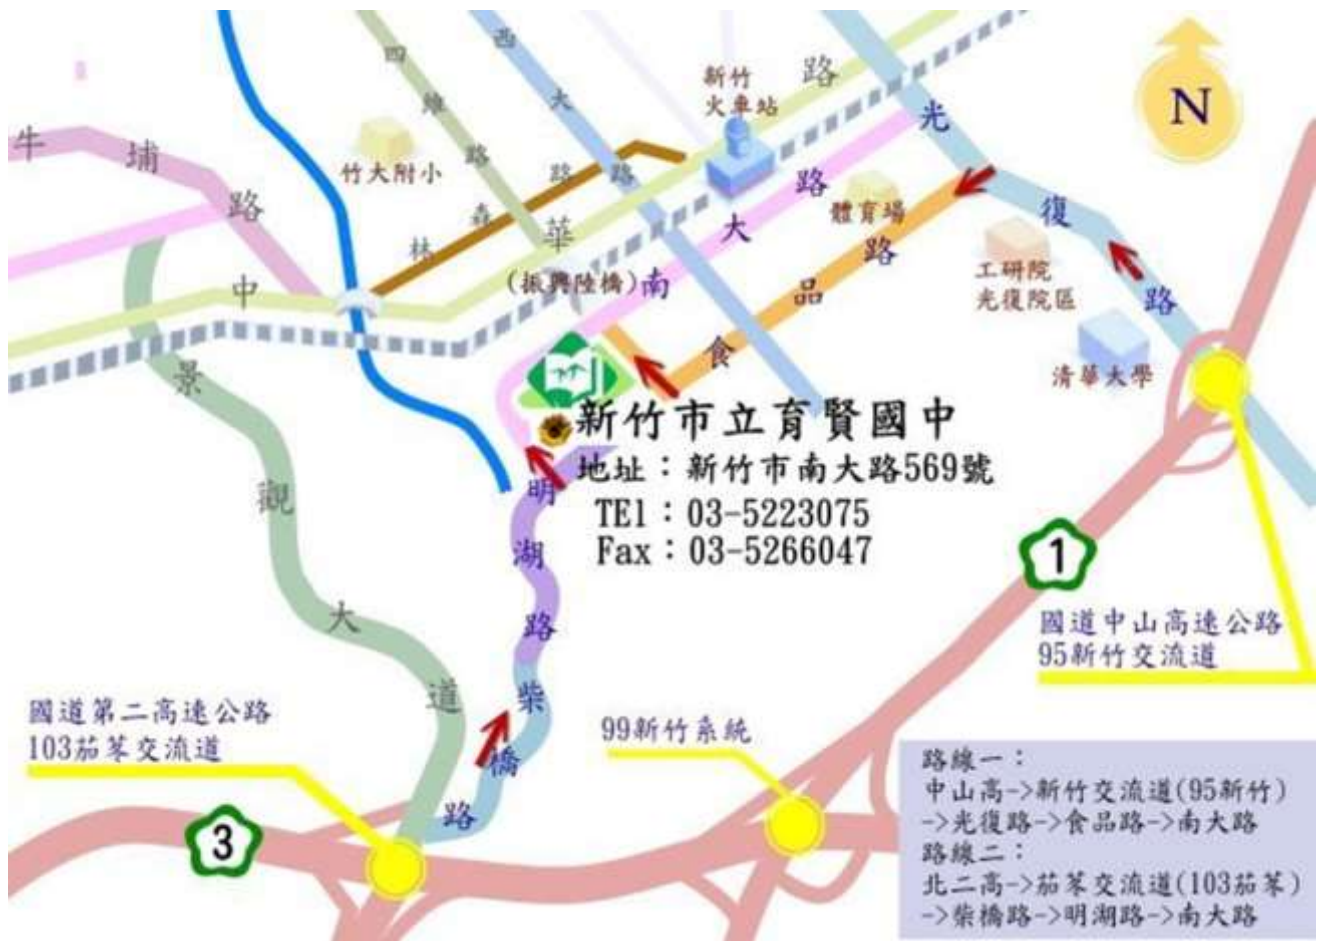 四維路
西大路
新竹
火車站
中華路
光復路
N
牛埔路
竹大附小
林森路
體育場
南大路
(振興陸橋)
食品路
工研院
光復院區
清華大學
景觀大道
新竹市立育賢國中
地址：新竹市南大路569號
TEl：03-5223075
Fax：03-5266047
明湖路
1
國道中山高速公路
95新竹交流道
柴橋路
國道第二高速公路
103茄苳交流道
99新竹系統
3
路線一：
中山高->新竹交流道(95新竹)
->光復路->食品路->南大路
路線二：
北二高->茄苳交流道(103茄苳)
->柴橋路->明湖路->南大路